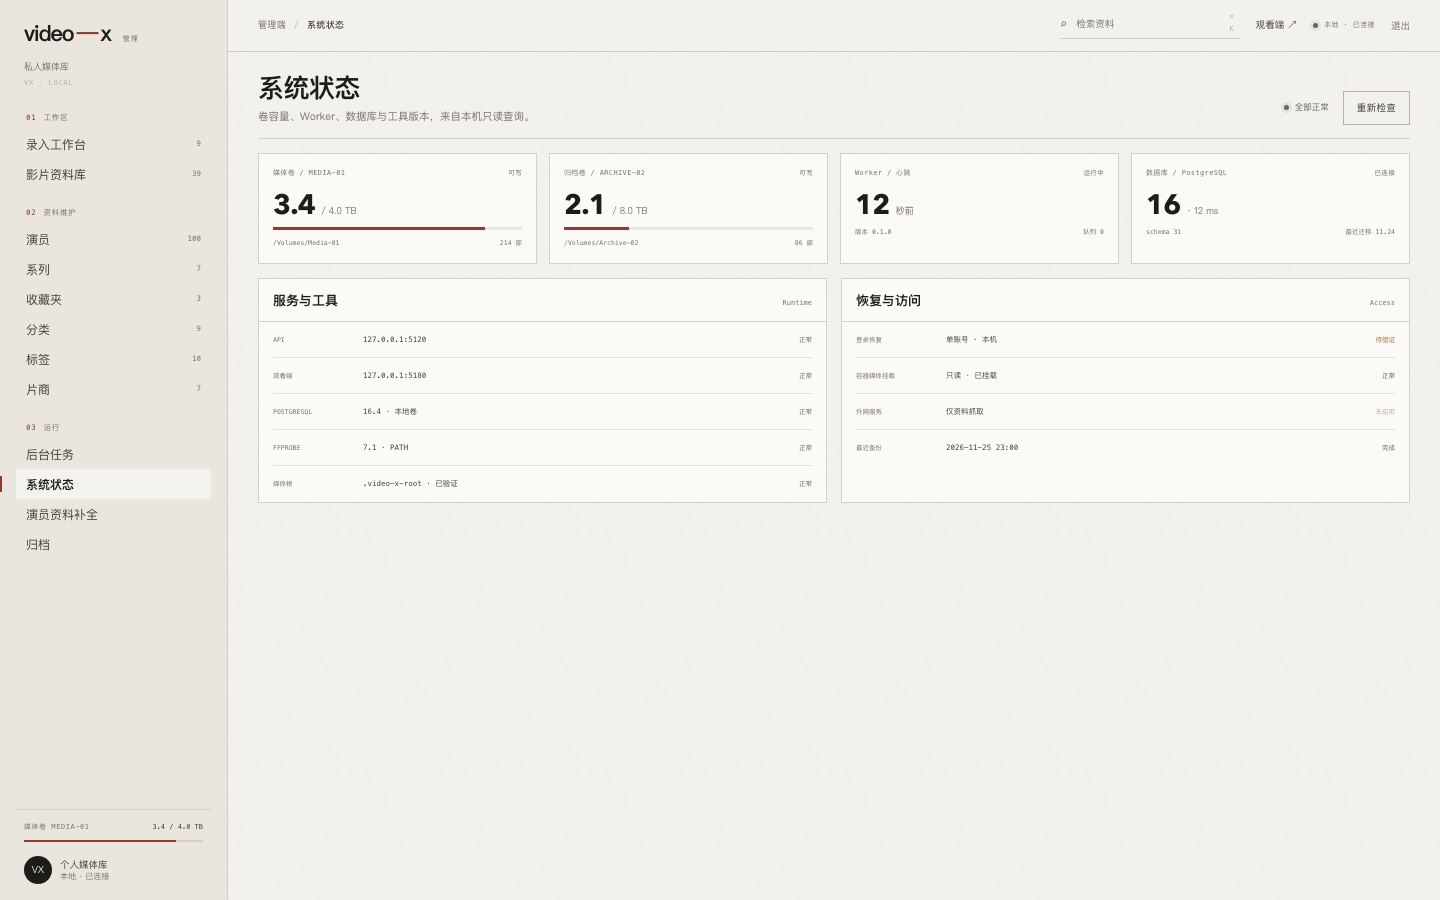 video—x 管理
私人媒体库
VX · LOCAL
01 工作区
录入工作台 9
影片资料库 39
02 资料维护
演员 100
系列 7
收藏夹 3
分类 9
标签 10
片商 7
03 运行
后台任务
系统状态
演员资料补全
归档
媒体卷 MEDIA-01 3.4 / 4.0 TB
VX
个人媒体库
本地 · 已连接
管理端 / 系统状态
⌕ 检索资料 ⌘ K
观看端 ↗
本地 · 已连接
退出
系统状态
卷容量、Worker、数据库与工具版本，来自本机只读查询。
全部正常
重新检查
媒体卷 / MEDIA-01 可写
3.4 / 4.0 TB
/Volumes/Media-01 214 部
归档卷 / ARCHIVE-02 可写
2.1 / 8.0 TB
/Volumes/Archive-02 86 部
Worker / 心跳 运行中
12 秒前
版本 0.1.0 队列 0
数据库 / PostgreSQL 已连接
16 · 12 ms
schema 31 最近迁移 11.24
服务与工具 Runtime
API 127.0.0.1:5120 正常
观看端 127.0.0.1:5180 正常
POSTGRESQL 16.4 · 本地卷 正常
FFPROBE 7.1 · PATH 正常
媒体根 .video-x-root · 已验证 正常
恢复与访问 Access
登录恢复 单账号 · 本机 待验证
容器媒体挂载 只读 · 已挂载 正常
外网服务 仅资料抓取 未启用
最近备份 2026-11-25 23:00 完成